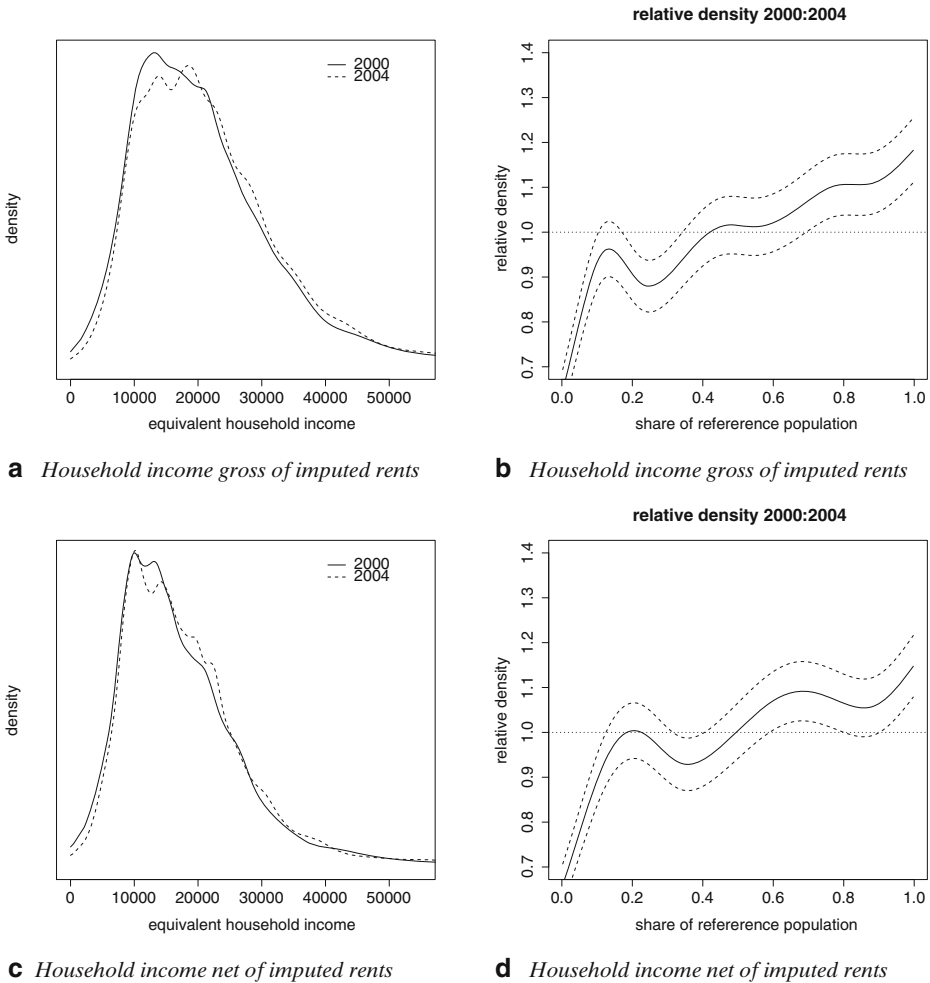 density
2000
2004
0 10000 20000 30000 40000 50000
equivalent household income
a Household income gross of imputed rents
relative density 2000:2004
relative density
1.4
1.3
1.2
1.1
1.0
0.9
0.8
0.7
0.0 0.2 0.4 0.6 0.8 1.0
share of refererence population
b Household income gross of imputed rents
density
2000
2004
0 10000 20000 30000 40000 50000
equivalent household income
c Household income net of imputed rents
relative density 2000:2004
relative density
1.4
1.3
1.2
1.1
1.0
0.9
0.8
0.7
0.0 0.2 0.4 0.6 0.8 1.0
share of refererence population
d Household income net of imputed rents